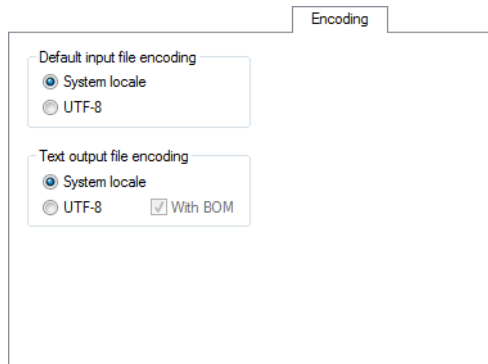 Encoding
Default input file encoding
System locale
UTF-8
Text output file encoding
System locale
UTF-8 With BOM